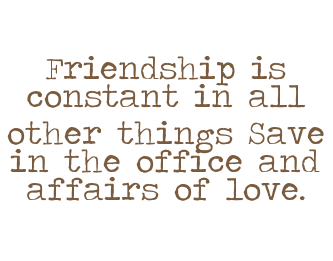 Friendship is
constant in all
other things Save
in the office and
affairs of love.